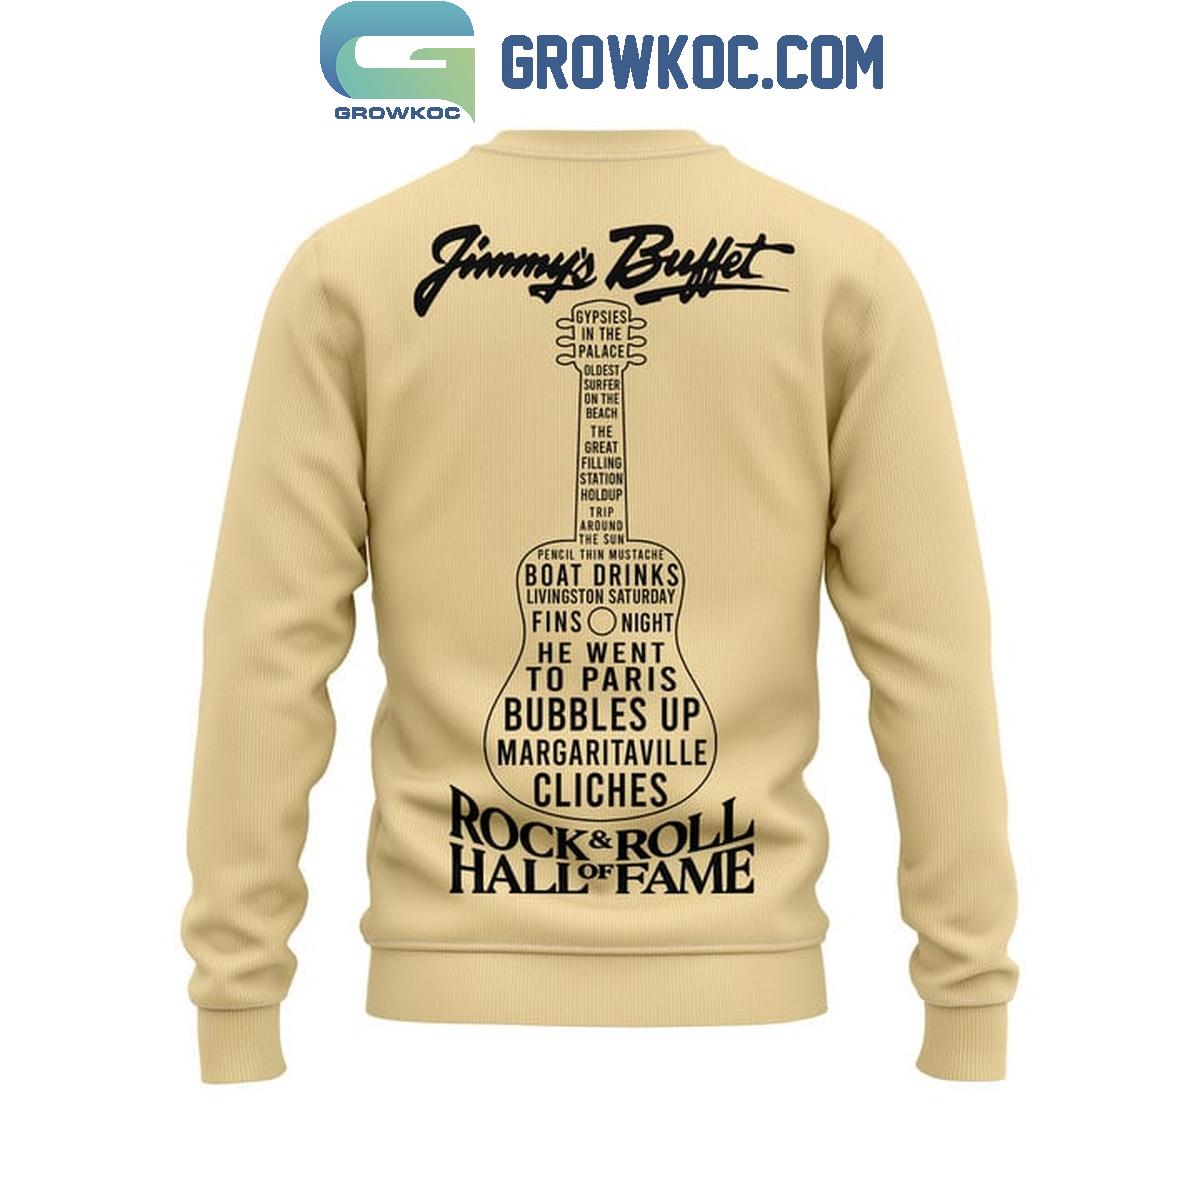 GROWKOC
GROWKOC.COM
Jimmy's Buffet
GYPSIES
IN THE
PALACE
OLDEST
SURFER
ON THE
BEACH
THE
GREAT
FILLING
STATION
HOLDUP
TRIP
AROUND
THE SUN
PENCIL THIN MUSTACHE
BOAT DRINKS
LIVINGSTON SATURDAY
FINS NIGHT
HE WENT
TO PARIS
BUBBLES UP
MARGARITAVILLE
CLICHES
ROCK & ROLL
HALL OF FAME